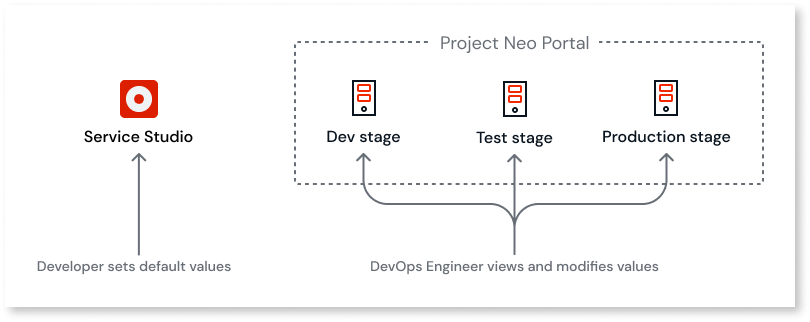 Project Neo Portal
Service Studio
Dev stage
Test stage
Production stage
Developer sets default values
DevOps Engineer views and modifies values